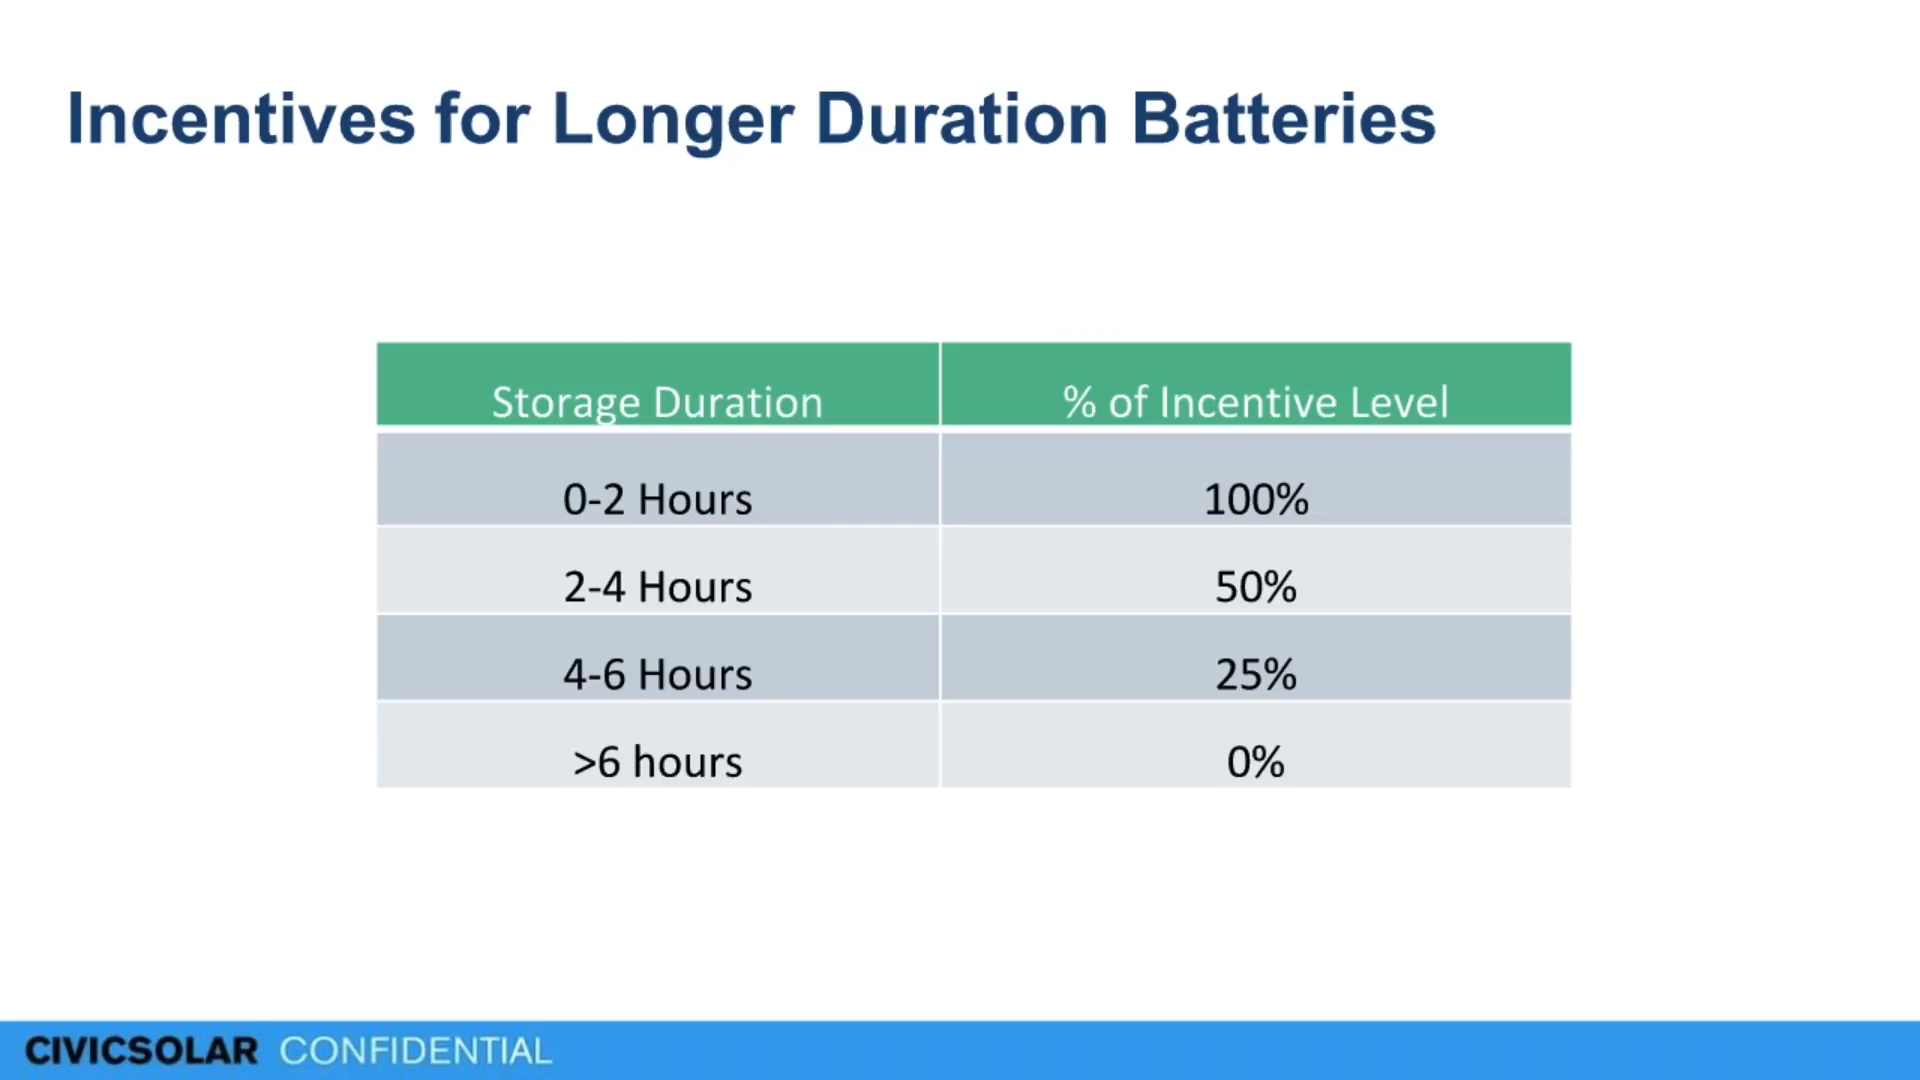 Incentives for Longer Duration Batteries
Storage Duration % of Incentive Level
0-2 Hours 100%
2-4 Hours 50%
4-6 Hours 25%
>6 hours 0%
CIVICSOLAR CONFIDENTIAL